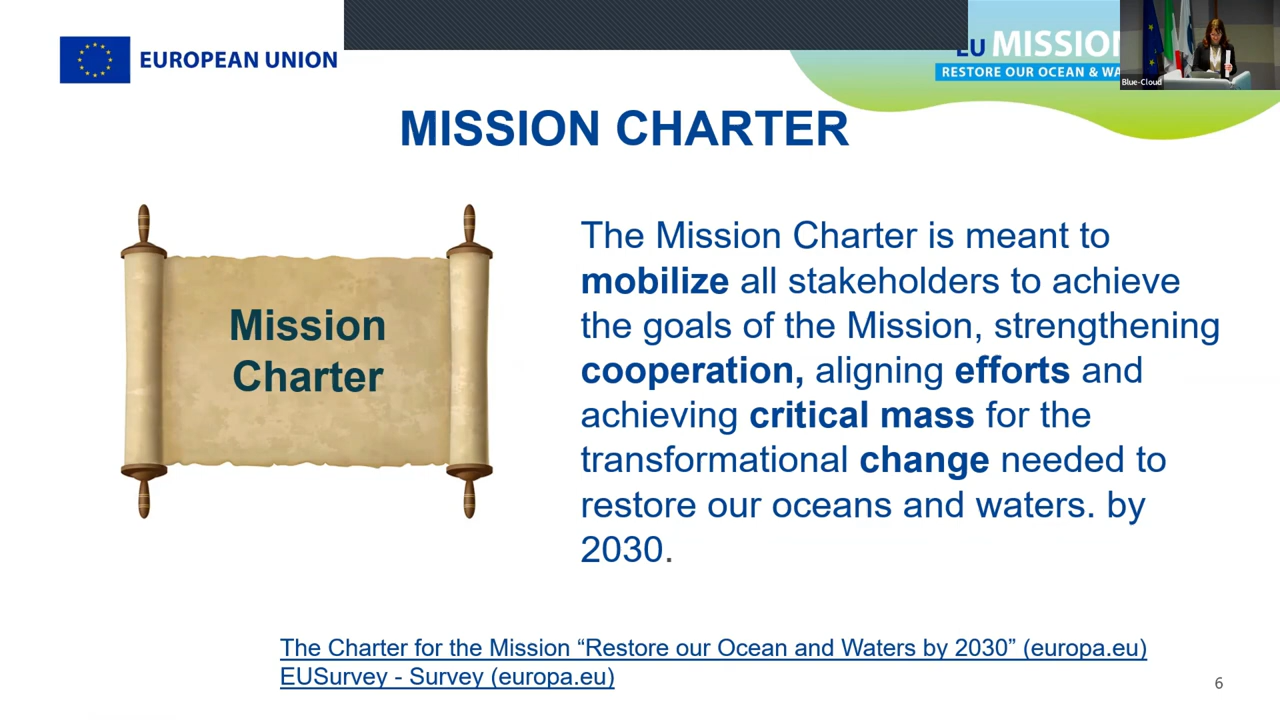 EUROPEAN UNION
EU MISSION
RESTORE OUR OCEAN & WA
Blue-Cloud
MISSION CHARTER
Mission
Charter
The Mission Charter is meant to
mobilize all stakeholders to achieve
the goals of the Mission, strengthening
cooperation, aligning efforts and
achieving critical mass for the
transformational change needed to
restore our oceans and waters. by
2030.
The Charter for the Mission “Restore our Ocean and Waters by 2030” (europa.eu)
EUSurvey - Survey (europa.eu)
6